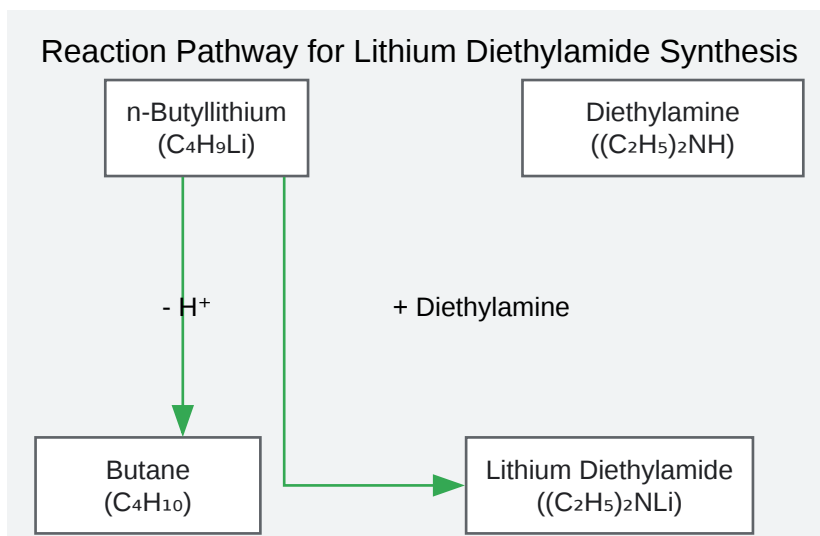 Reaction Pathway for Lithium Diethylamide Synthesis
n-Butyllithium
(C₄H₉Li)
Diethylamine
((C₂H₅)₂NH)
- H⁺
+ Diethylamine
Butane
(C₄H₁₀)
Lithium Diethylamide
((C₂H₅)₂NLi)